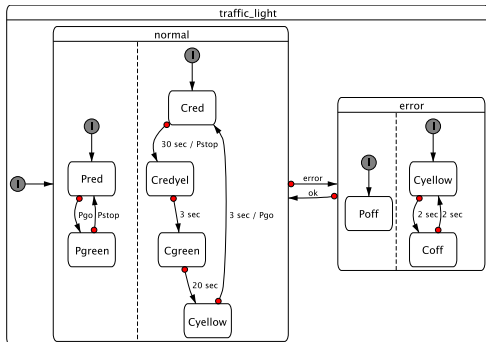 traffic_light
normal
I
Cred
I
30 sec / Pstop
Pred
Credyel
Pgo
Pstop
3 sec
3 sec / Pgo
Pgreen
Cgreen
20 sec
Cyellow
I
error
ok
error
I
I
Cyellow
Poff
2 sec
2 sec
Coff